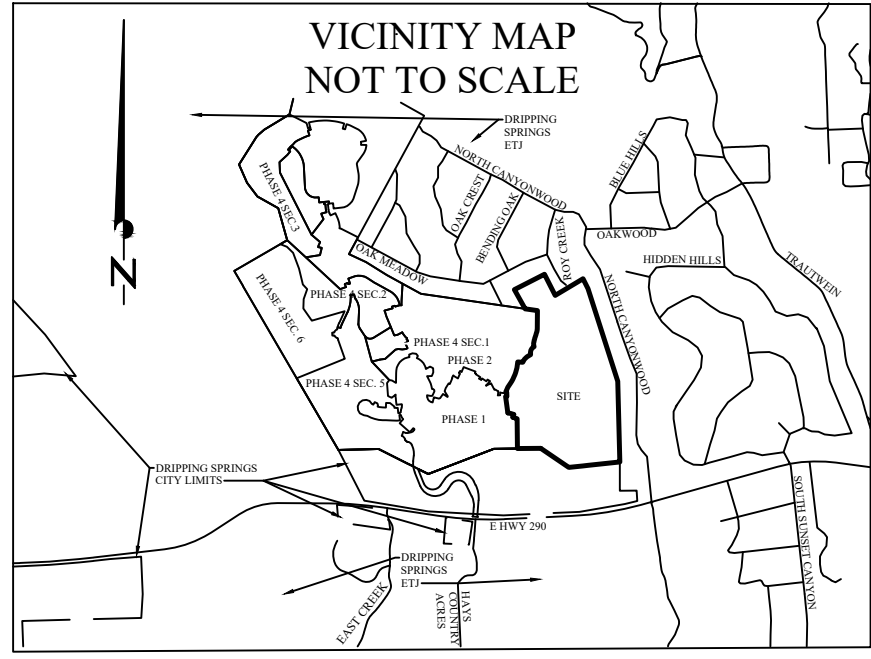 VICINITY MAP
NOT TO SCALE
DRIPPING
SPRINGS
ETJ
NORTH CANYONWOOD
BLUE HILLS
PHASE 4 SEC.3
OAK CREST
BENDING OAK
ROY CREEK
OAKWOOD
OAK MEADOW
HIDDEN HILLS
TRAUTWEIN
N
PHASE 4 SEC. 6
PHASE 4 SEC.2
NORTH CANYONWOOD
PHASE 4 SEC.1
PHASE 2
PHASE 4 SEC. 5
SITE
PHASE 1
DRIPPING SPRINGS
CITY LIMITS
SOUTH SUNSET CANYON
E HWY 290
DRIPPING
SPRINGS
ETJ
EAST CREEK
HAYS
COUNTRY
ACRES